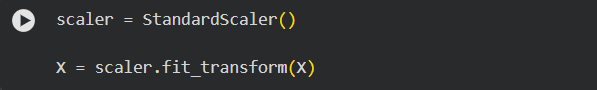 scaler = StandardScaler()
X = scaler.fit_transform(X)